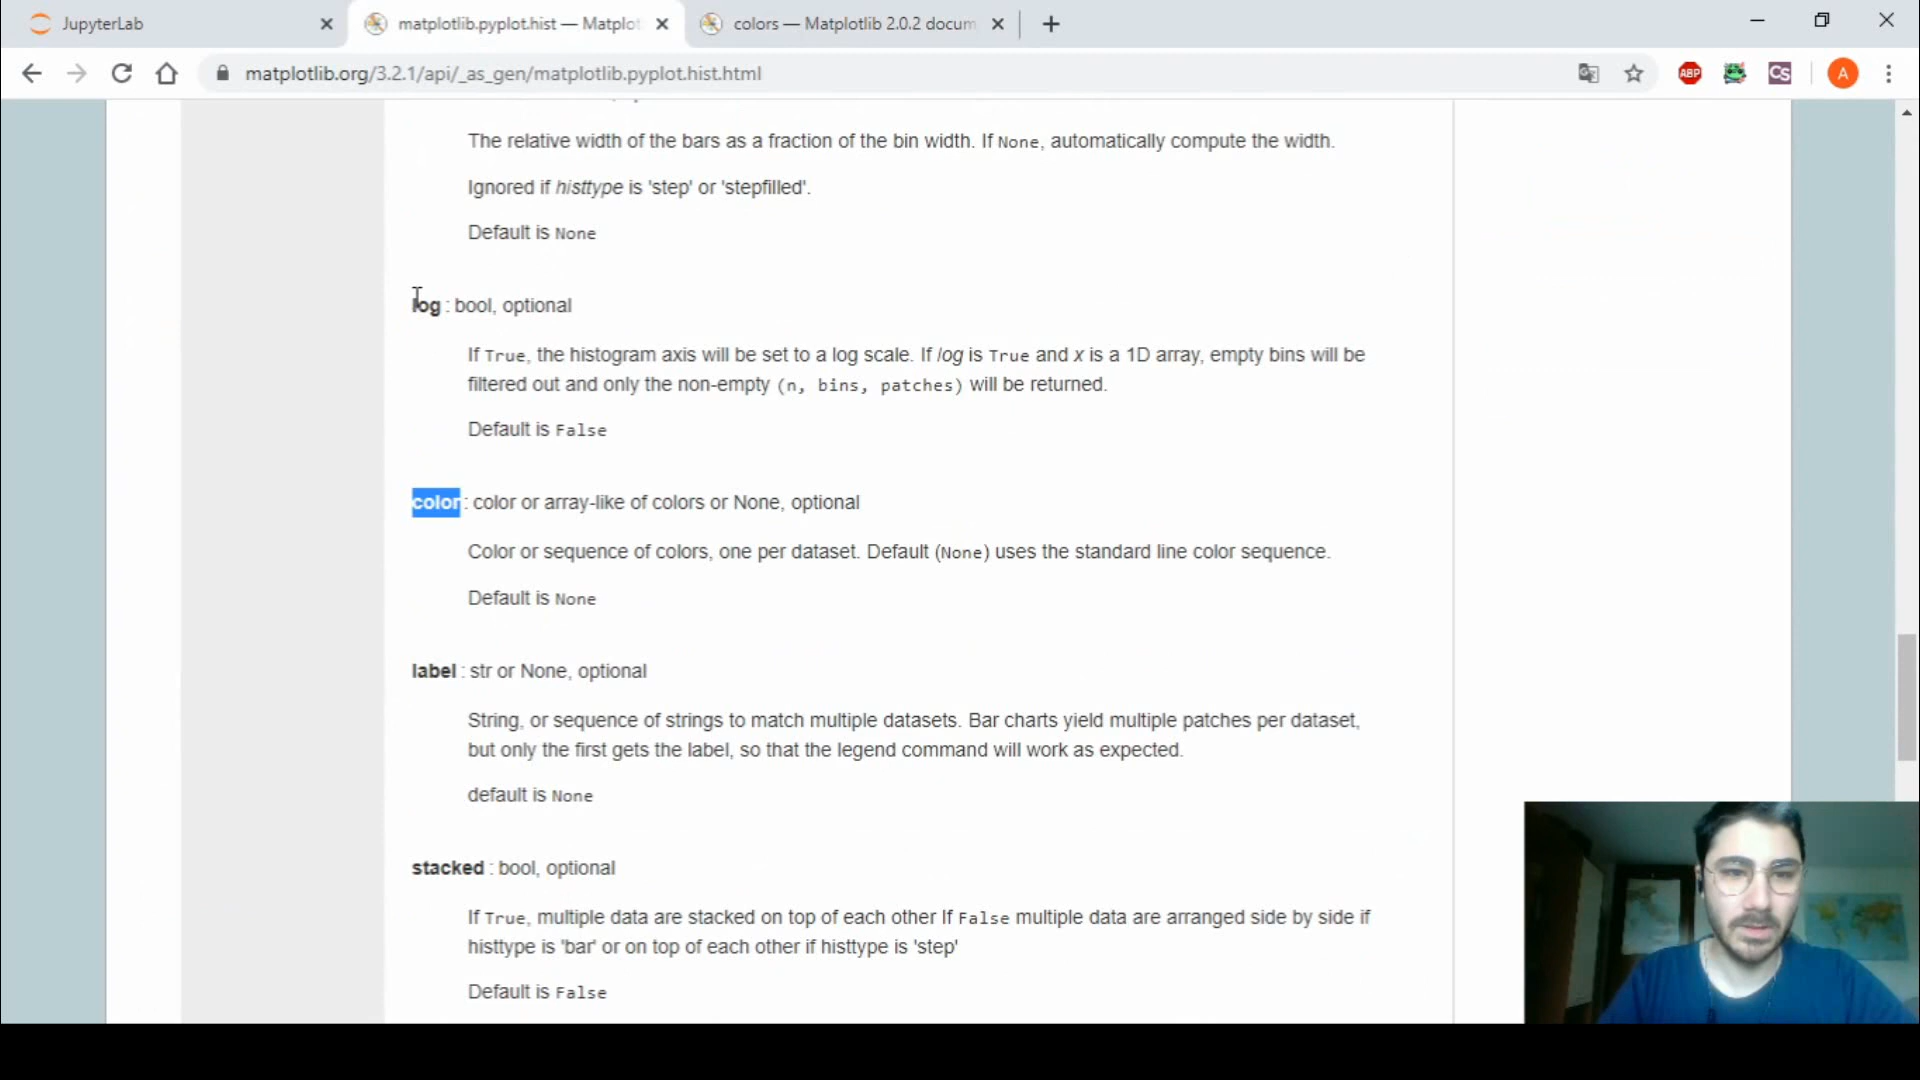 JupyterLab
matplotlib.pyplot.hist — Matplot
colors — Matplotlib 2.0.2 docum
matplotlib.org/3.2.1/api/_as_gen/matplotlib.pyplot.hist.html
ABP
CS
A
The relative width of the bars as a fraction of the bin width. If None, automatically compute the width.
Ignored if histtype is 'step' or 'stepfilled'.
Default is None
log : bool, optional
If True, the histogram axis will be set to a log scale. If log is True and x is a 1D array, empty bins will be
filtered out and only the non-empty (n, bins, patches) will be returned.
Default is False
color : color or array-like of colors or None, optional
Color or sequence of colors, one per dataset. Default (None) uses the standard line color sequence.
Default is None
label : str or None, optional
String, or sequence of strings to match multiple datasets. Bar charts yield multiple patches per dataset,
but only the first gets the label, so that the legend command will work as expected.
default is None
stacked : bool, optional
If True, multiple data are stacked on top of each other If False multiple data are arranged side by side if
histtype is 'bar' or on top of each other if histtype is 'step'
Default is False